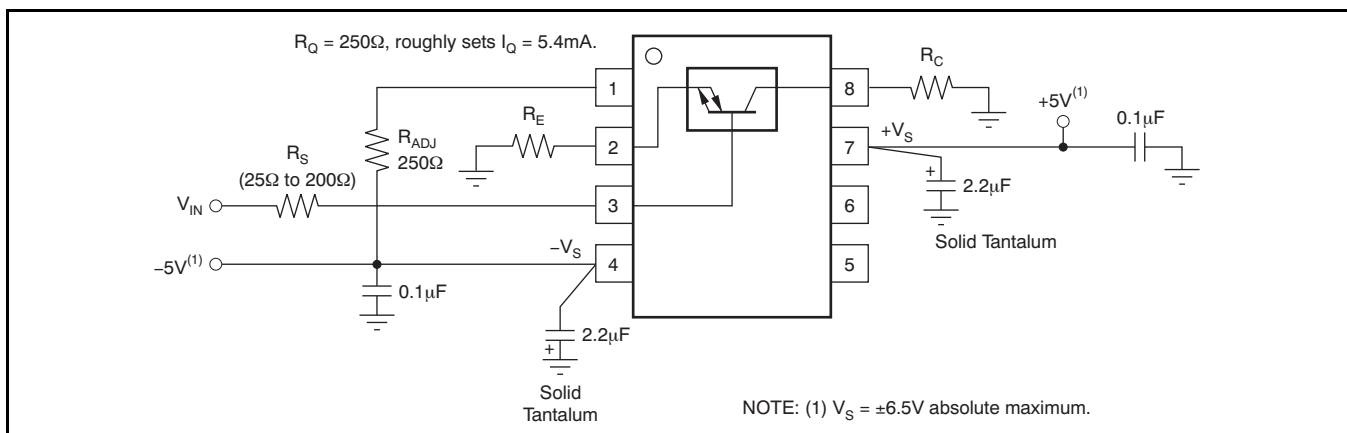 R_Q = 250Ω, roughly sets I_Q = 5.4mA.
1
8
R_C
+5V(1)
0.1μF
R_ADJ
250Ω
R_E
2
+V_S
7
R_S
(25Ω to 200Ω)
+
2.2μF
V_IN
3
6
Solid Tantalum
–5V(1)
–V_S
4
5
0.1μF
2.2μF
+
Solid
Tantalum
NOTE: (1) V_S = ±6.5V absolute maximum.